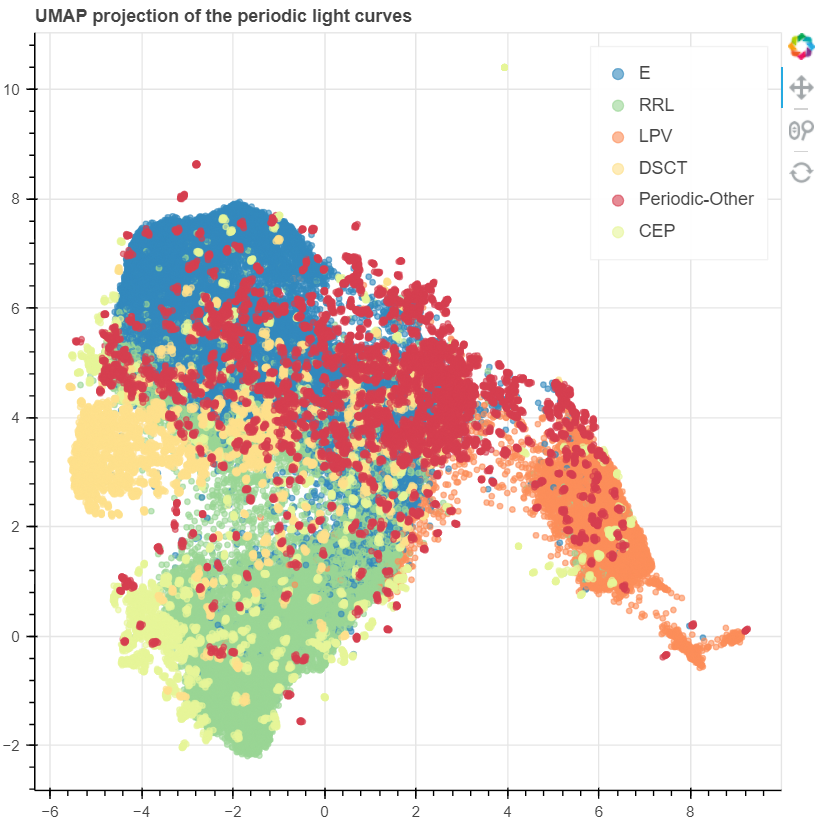 UMAP projection of the periodic light curves
E
RRL
LPV
DSCT
Periodic-Other
CEP
10
8
6
4
2
0
−2
−6
−4
−2
0
2
4
6
8